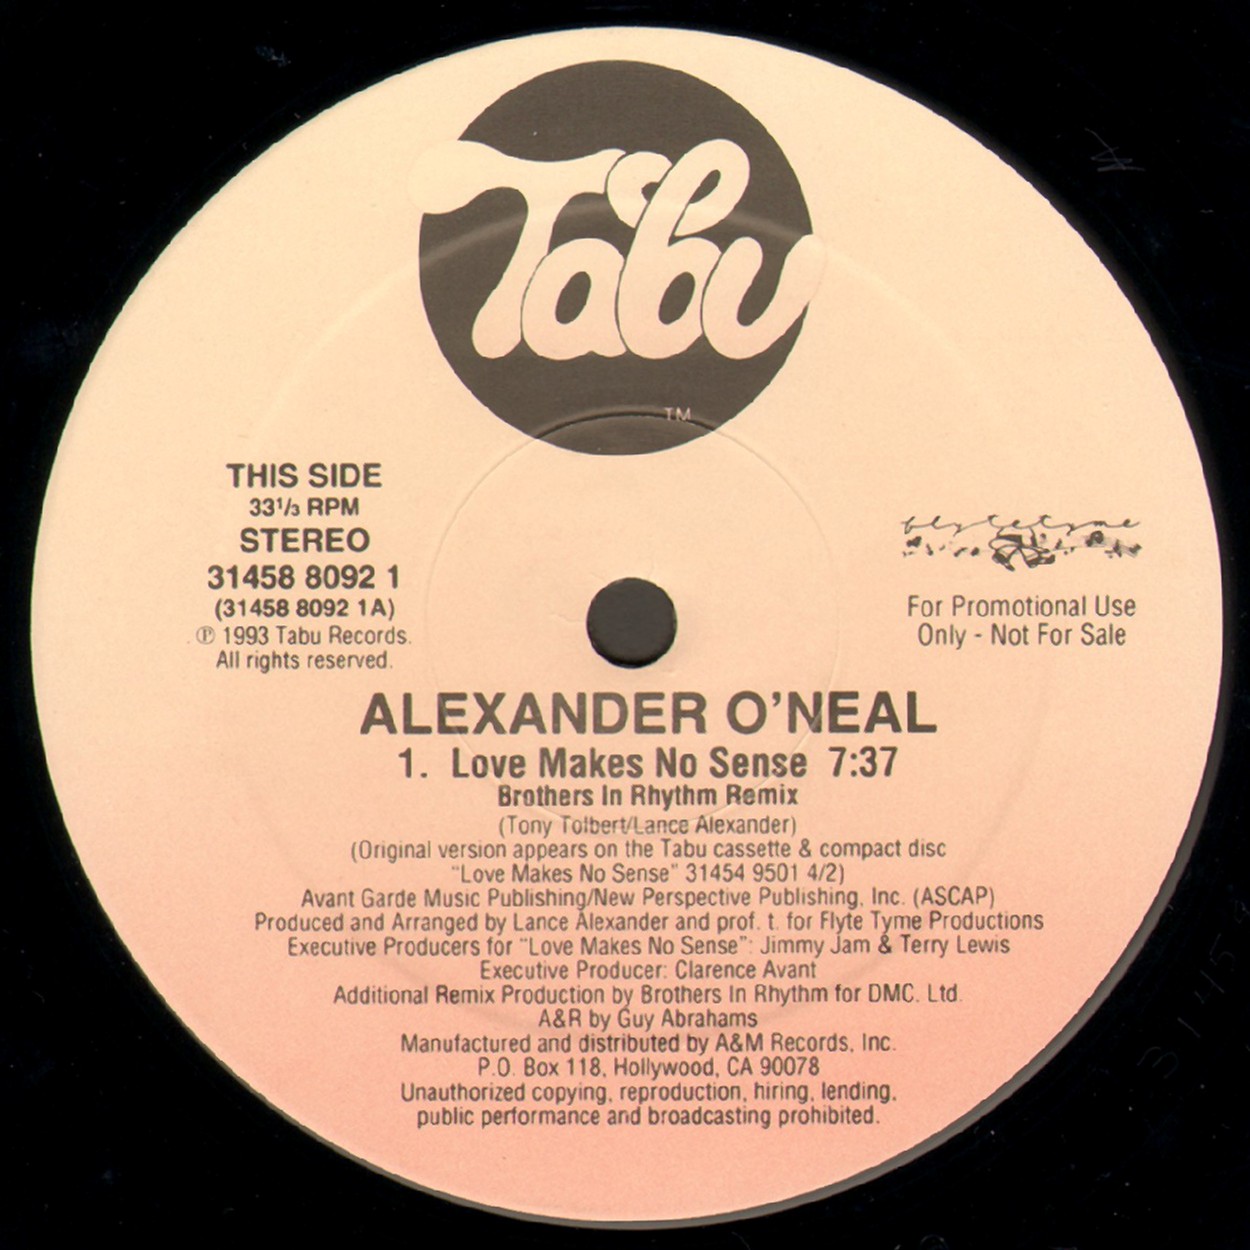 Tabu
TM
THIS SIDE
33⅓ RPM
STEREO
31458 8092 1
(31458 8092 1A)
℗ 1993 Tabu Records.
All rights reserved.
flyte tyme
For Promotional Use
Only - Not For Sale
ALEXANDER O'NEAL
1. Love Makes No Sense 7:37
Brothers In Rhythm Remix
(Tony Tolbert/Lance Alexander)
(Original version appears on the Tabu cassette & compact disc
"Love Makes No Sense" 31454 9501 4/2)
Avant Garde Music Publishing/New Perspective Publishing, Inc. (ASCAP)
Produced and Arranged by Lance Alexander and prof. t. for Flyte Tyme Productions
Executive Producers for "Love Makes No Sense": Jimmy Jam & Terry Lewis
Executive Producer: Clarence Avant
Additional Remix Production by Brothers In Rhythm for DMC. Ltd.
A&R by Guy Abrahams
Manufactured and distributed by A&M Records, Inc.
P.O. Box 118, Hollywood, CA 90078
Unauthorized copying, reproduction, hiring, lending,
public performance and broadcasting prohibited.